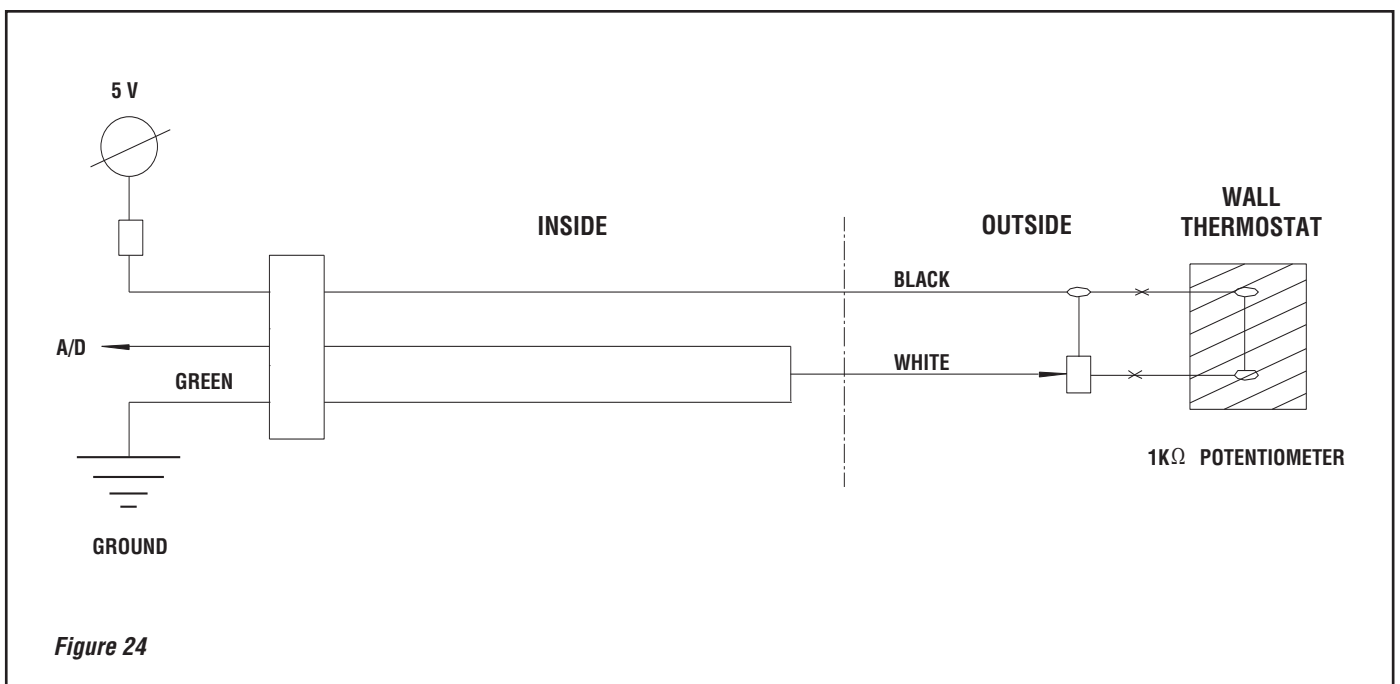 5 V
INSIDE
OUTSIDE
WALL
THERMOSTAT
BLACK
A/D
WHITE
GREEN
1KΩ POTENTIOMETER
GROUND
Figure 24